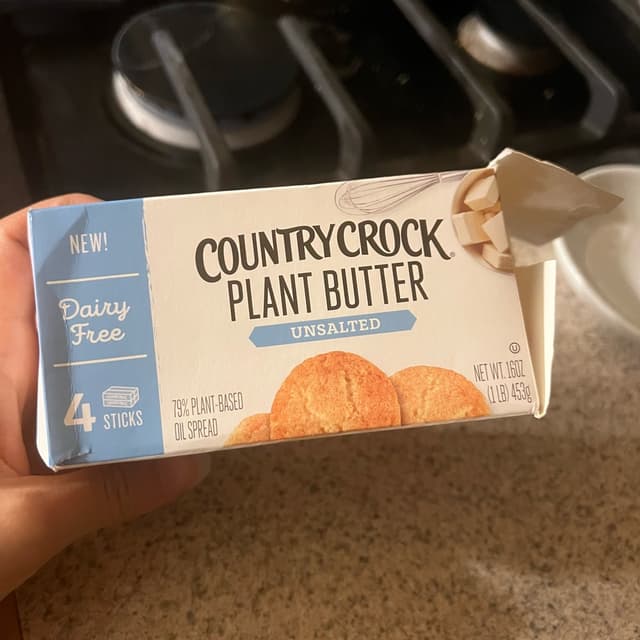 NEW!
Dairy
Free
4 STICKS
COUNTRY CROCK®
PLANT BUTTER
UNSALTED
79% PLANT-BASED
OIL SPREAD
U
NET WT. 16OZ
(1 LB) 453g